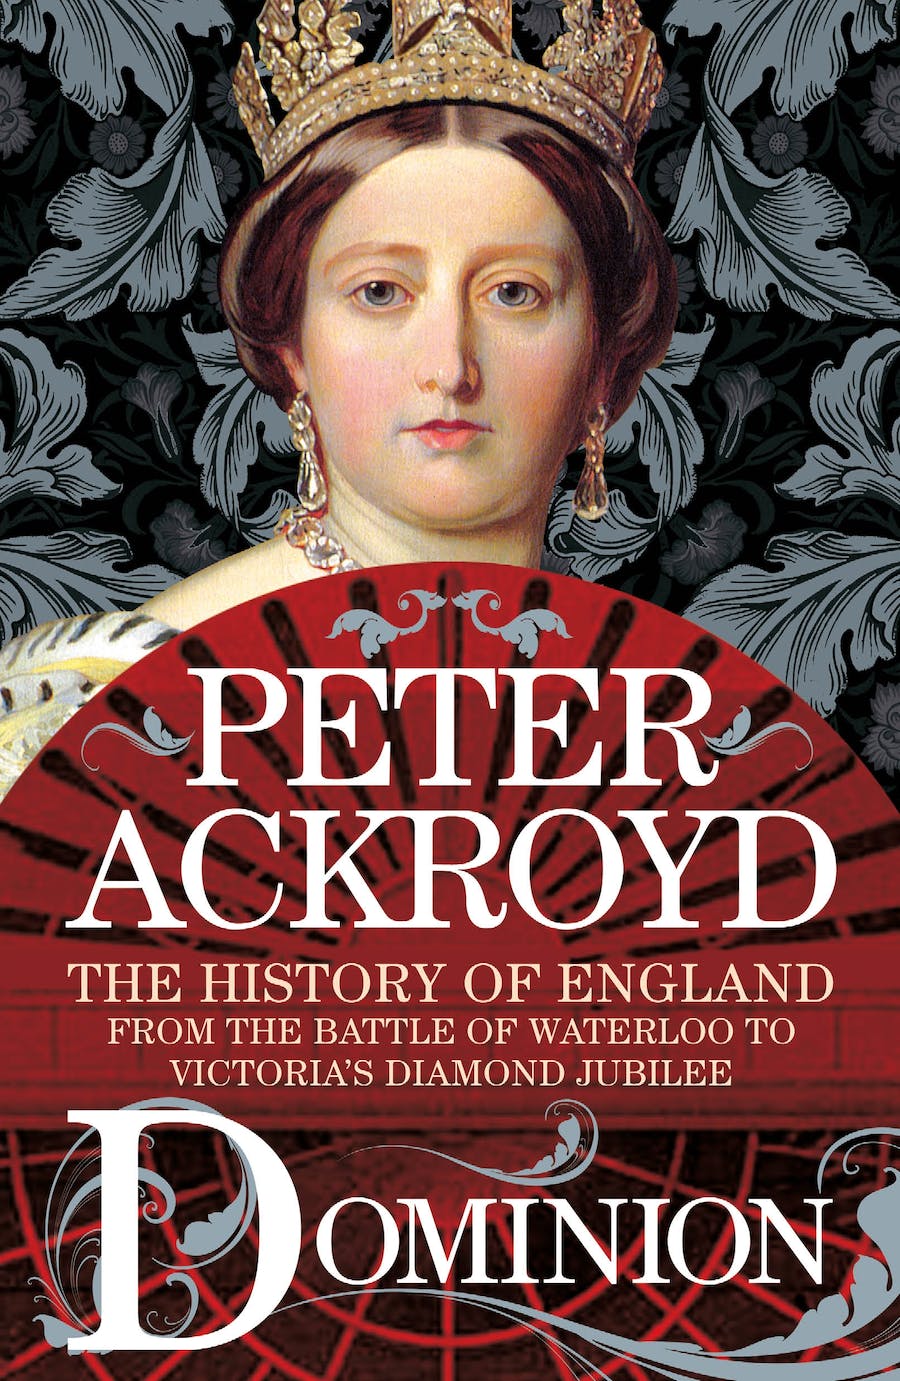 PETER
ACKROYD
THE HISTORY OF ENGLAND
FROM THE BATTLE OF WATERLOO TO
VICTORIA'S DIAMOND JUBILEE
DOMINION